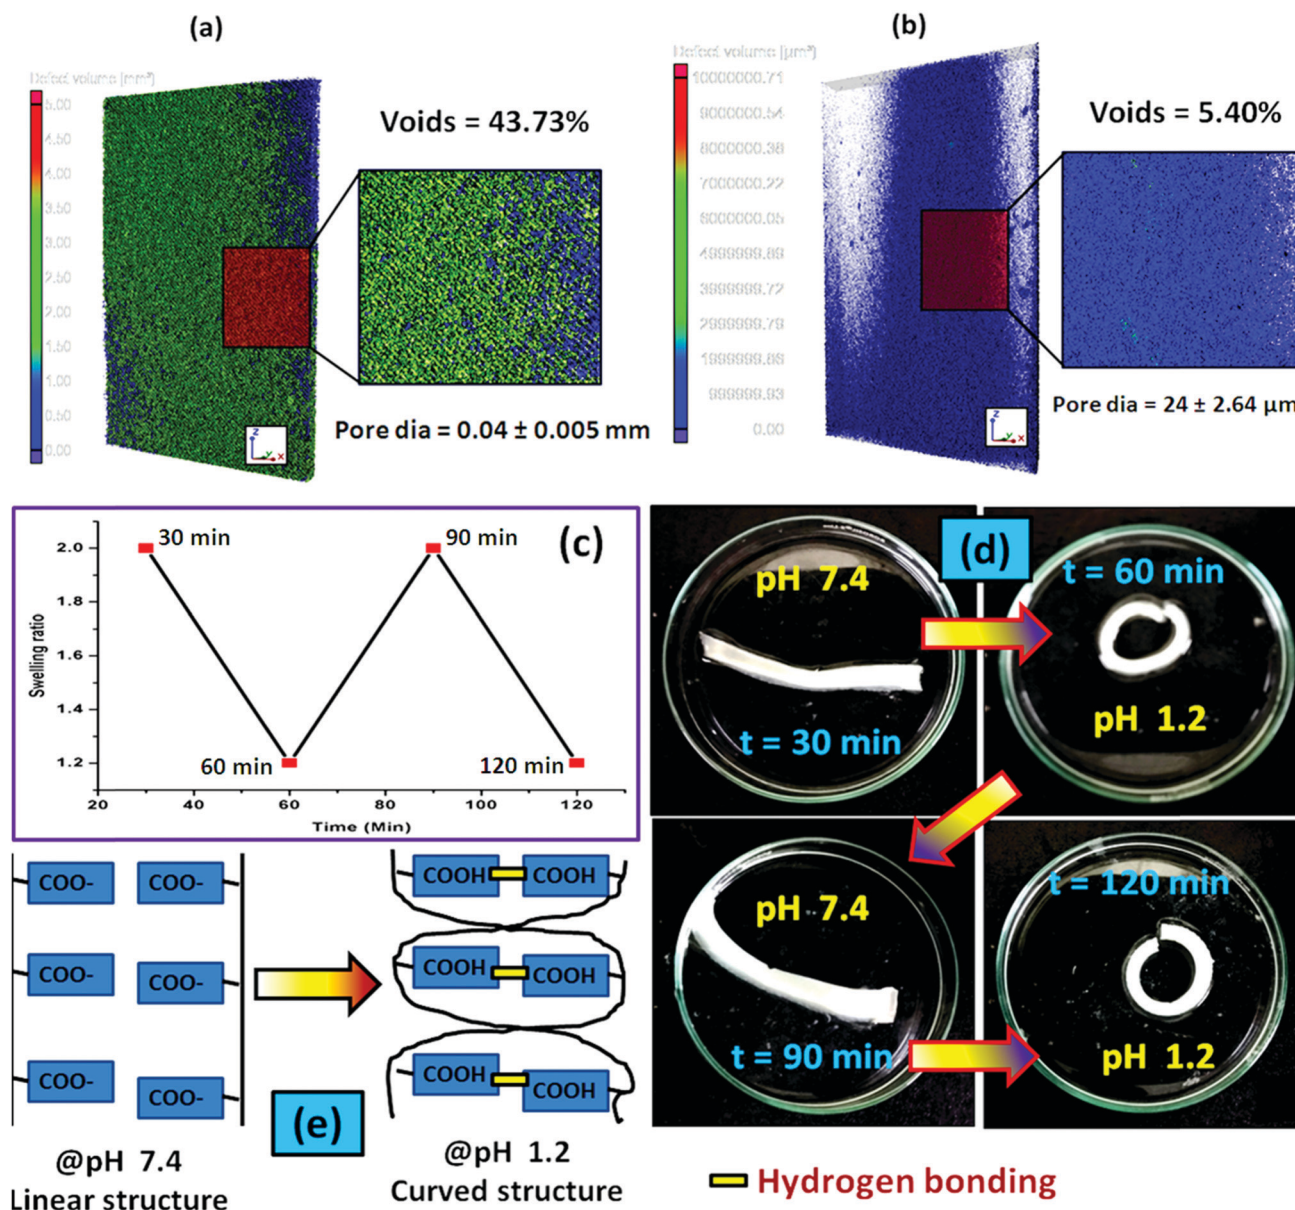 (a)
Defect volume (mm³)
5.00
4.50
4.00
3.50
3.00
2.50
2.00
1.50
1.00
0.50
0.00
Voids = 43.73%
Pore dia = 0.04 ± 0.005 mm
Z
Y
X
(b)
Defect volume (µm³)
10000000.71
9000000.54
8000000.38
7000000.22
6000000.05
4999999.89
3999999.72
2999999.79
1999999.86
999999.93
0.00
Voids = 5.40%
Pore dia = 24 ± 2.64 µm
Z
Y
X
(c)
Swelling ratio
2.0
1.8
1.6
1.4
1.2
30 min
90 min
60 min
120 min
20 40 60 80 100 120
Time (Min)
(d)
pH 7.4
t = 30 min
t = 60 min
pH 1.2
pH 7.4
t = 90 min
t = 120 min
pH 1.2
COO- COO-
COO- COO-
COO- COO-
COOH COOH
COOH COOH
COOH COOH
(e)
@pH 7.4
Linear structure
@pH 1.2
Curved structure
Hydrogen bonding